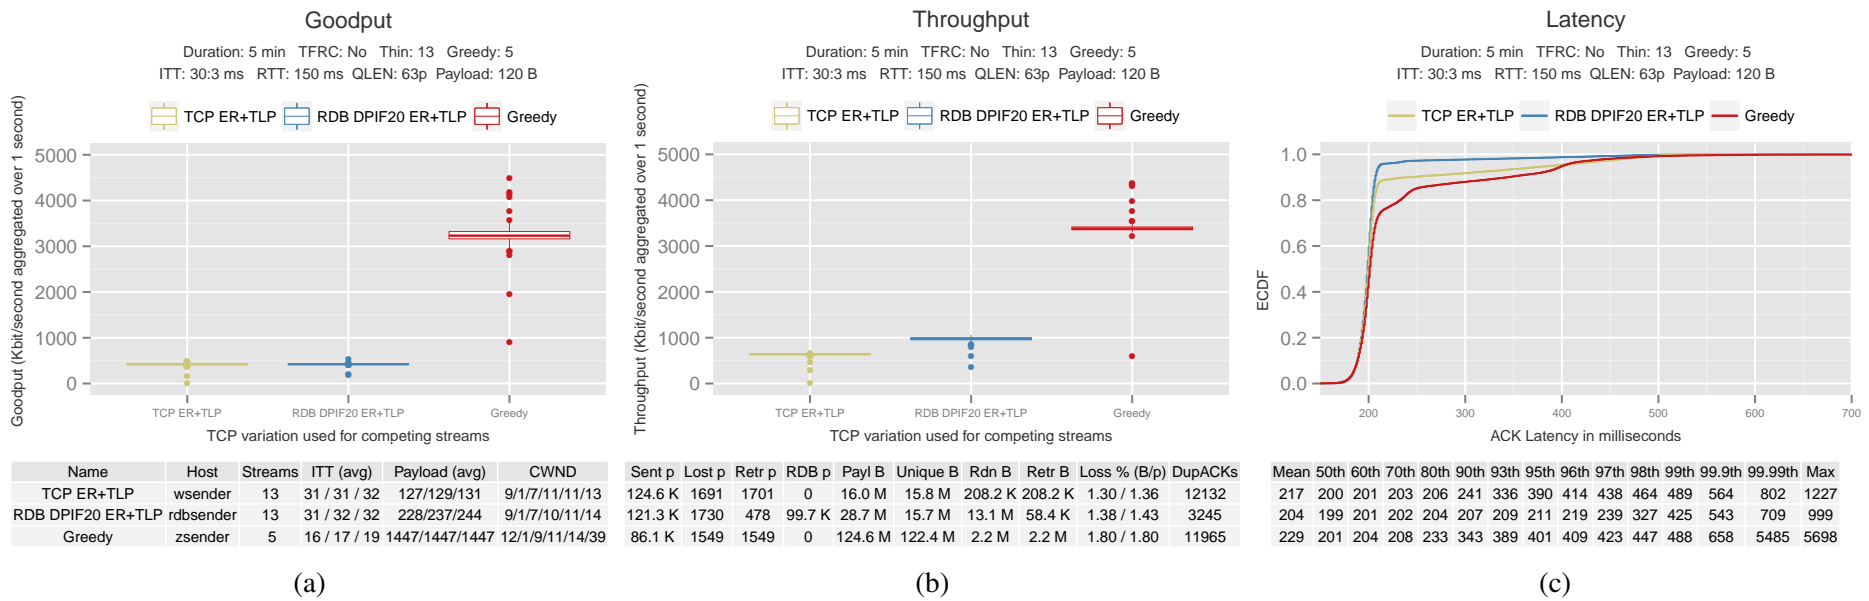 Goodput
Duration: 5 min TFRC: No Thin: 13 Greedy: 5
ITT: 30:3 ms RTT: 150 ms QLEN: 63p Payload: 120 B
TCP ER+TLP RDB DPIF20 ER+TLP Greedy
Goodput (Kbit/second aggregated over 1 second)
5000
4000
3000
2000
1000
0
TCP ER+TLP RDB DPIF20 ER+TLP Greedy
TCP variation used for competing streams
Name Host Streams ITT (avg) Payload (avg) CWND
TCP ER+TLP wsender 13 31 / 31 / 32 127/129/131 9/1/7/11/11/13
RDB DPIF20 ER+TLP rdbsender 13 31 / 32 / 32 228/237/244 9/1/7/10/11/14
Greedy zsender 5 16 / 17 / 19 1447/1447/1447 12/1/9/11/14/39
(a)
Throughput
Duration: 5 min TFRC: No Thin: 13 Greedy: 5
ITT: 30:3 ms RTT: 150 ms QLEN: 63p Payload: 120 B
TCP ER+TLP RDB DPIF20 ER+TLP Greedy
Throughput (Kbit/second aggregated over 1 second)
5000
4000
3000
2000
1000
0
TCP ER+TLP RDB DPIF20 ER+TLP Greedy
TCP variation used for competing streams
Sent p Lost p Retr p RDB p Payl B Unique B Rdn B Retr B Loss % (B/p) DupACKs
124.6 K 1691 1701 0 16.0 M 15.8 M 208.2 K 208.2 K 1.30 / 1.36 12132
121.3 K 1730 478 99.7 K 28.7 M 15.7 M 13.1 M 58.4 K 1.38 / 1.43 3245
86.1 K 1549 1549 0 124.6 M 122.4 M 2.2 M 2.2 M 1.80 / 1.80 11965
(b)
Latency
Duration: 5 min TFRC: No Thin: 13 Greedy: 5
ITT: 30:3 ms RTT: 150 ms QLEN: 63p Payload: 120 B
TCP ER+TLP RDB DPIF20 ER+TLP Greedy
ECDF
1.0
0.8
0.6
0.4
0.2
0.0
200 300 400 500 600 700
ACK Latency in milliseconds
Mean 50th 60th 70th 80th 90th 93th 95th 96th 97th 98th 99th 99.9th 99.99th Max
217 200 201 203 206 241 336 390 414 438 464 489 564 802 1227
204 199 201 202 204 207 209 211 219 239 327 425 543 709 999
229 201 204 208 233 343 389 401 409 423 447 488 658 5485 5698
(c)